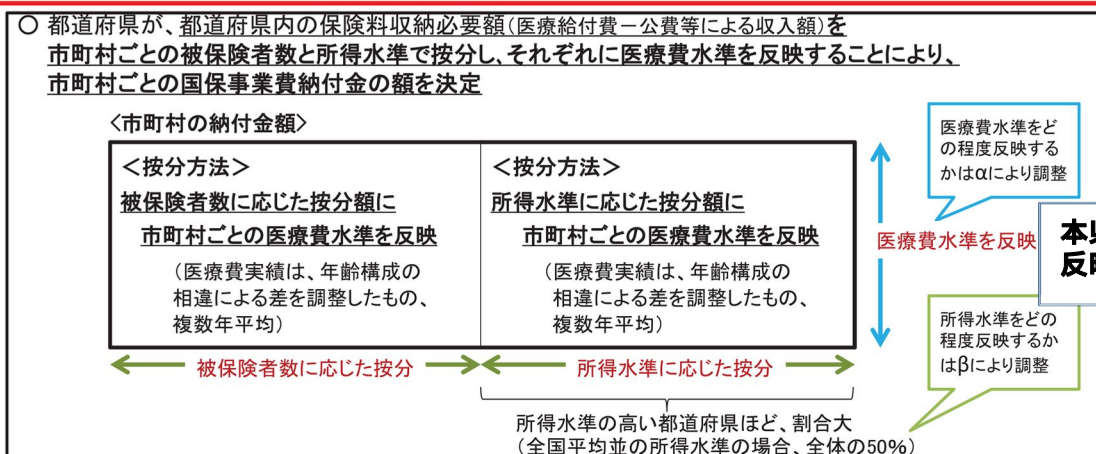 ○ 都道府県が、都道府県内の保険料収納必要額(医療給付費－公費等による収入額)を
市町村ごとの被保険者数と所得水準で按分し、それぞれに医療費水準を反映することにより、
市町村ごとの国保事業費納付金の額を決定
<市町村の納付金額>
＜按分方法＞
被保険者数に応じた按分額に
市町村ごとの医療費水準を反映
（医療費実績は、年齢構成の
相違による差を調整したもの、
複数年平均）
＜按分方法＞
所得水準に応じた按分額に
市町村ごとの医療費水準を反映
（医療費実績は、年齢構成の
相違による差を調整したもの、
複数年平均）
医療費水準をど
の程度反映する
かはαにより調整
医療費水準を反映
所得水準をどの
程度反映するか
はβにより調整
被保険者数に応じた按分
所得水準に応じた按分
所得水準の高い都道府県ほど、割合大
（全国平均並の所得水準の場合、全体の50%）